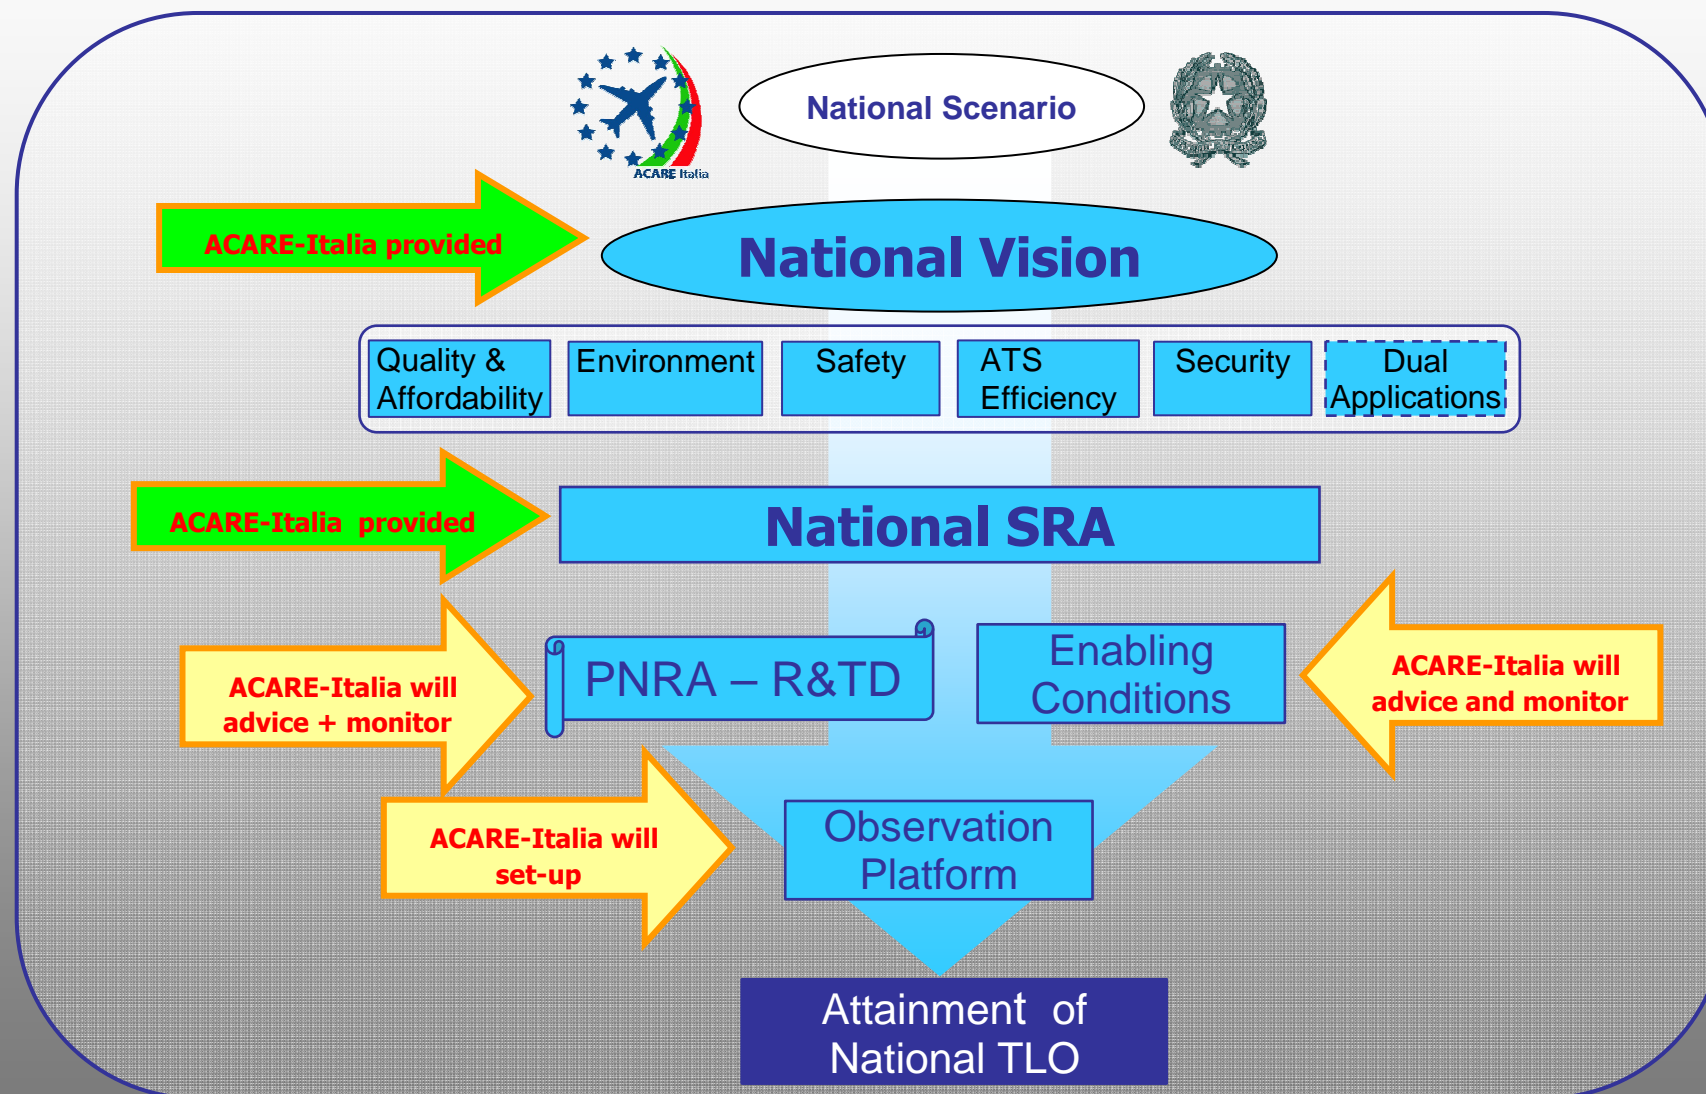 National Scenario
ACARE Italia
ACARE-Italia provided
National Vision
Quality &
Affordability
Environment
Safety
ATS
Efficiency
Security
Dual
Applications
ACARE-Italia  provided
National SRA
ACARE-Italia will
advice + monitor
PNRA – R&TD
Enabling
Conditions
ACARE-Italia will
advice and monitor
ACARE-Italia will
set-up
Observation
Platform
Attainment  of
National TLO